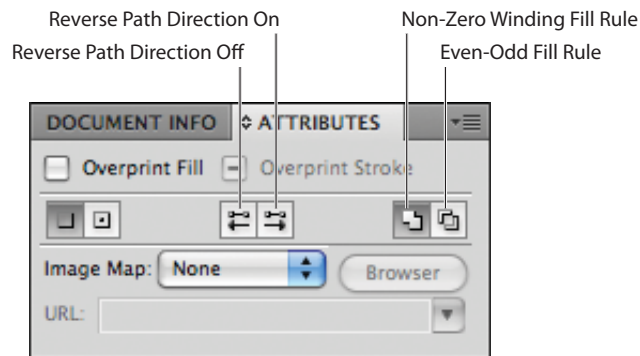 Reverse Path Direction On
Non-Zero Winding Fill Rule
Reverse Path Direction Off
Even-Odd Fill Rule
DOCUMENT INFO
ATTRIBUTES
Overprint Fill
Overprint Stroke
Image Map:
None
Browser
URL: